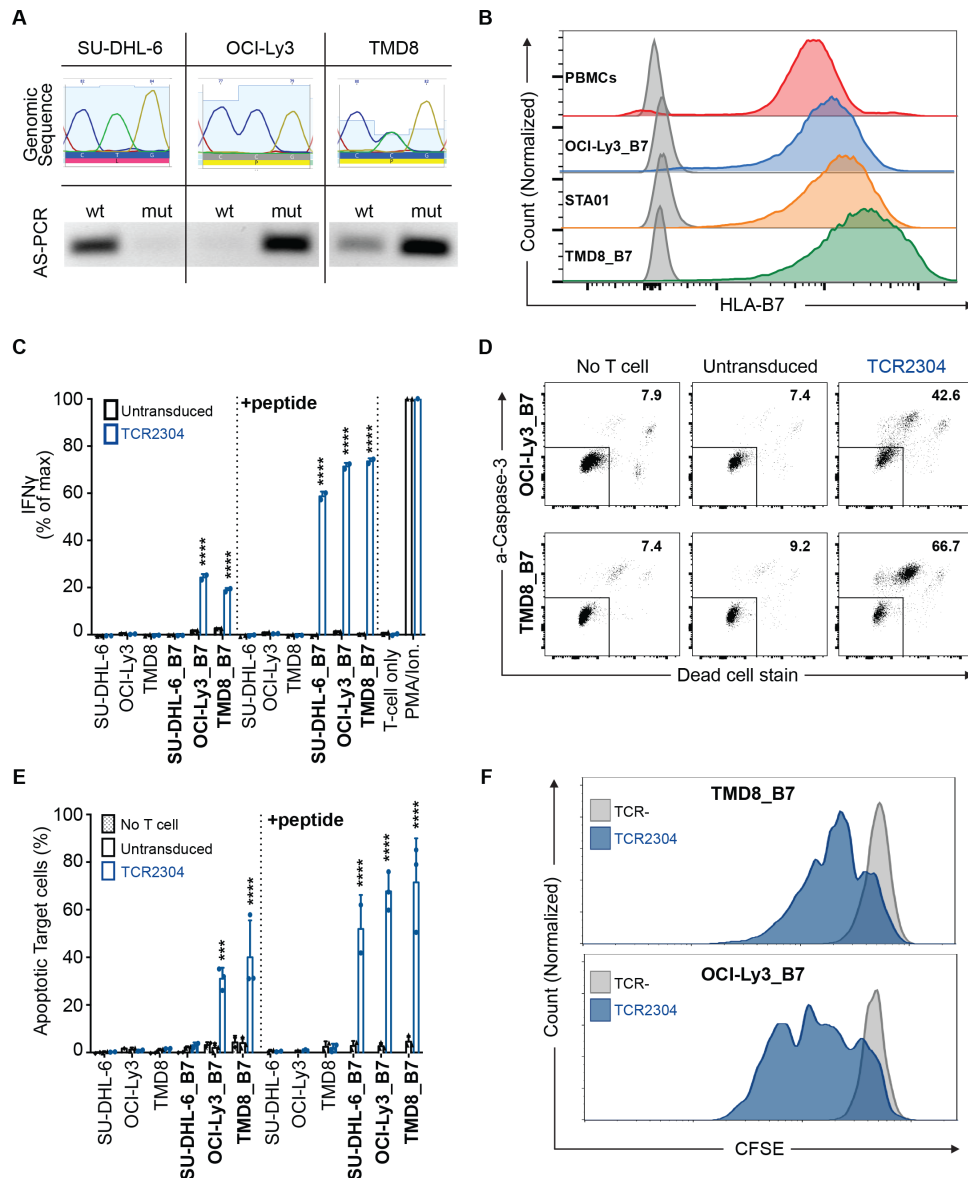 A
SU-DHL-6 OCI-Ly3 TMD8
Genomic
Sequence
C T G
L
C C G
P
C C G
P
AS-PCR
wt mut wt mut wt mut
B
Count (Normalized)
PBMCs
OCI-Ly3_B7
STA01
TMD8_B7
HLA-B7
C
IFNγ
(% of max)
100
80
60
40
20
0
Untransduced
TCR2304
+peptide
****
****
****
****
****
SU-DHL-6
OCI-Ly3
TMD8
SU-DHL-6_B7
OCI-Ly3_B7
TMD8_B7
SU-DHL-6
OCI-Ly3
TMD8
SU-DHL-6_B7
OCI-Ly3_B7
TMD8_B7
T-cell only
PMA/Ion.
D
No T cell Untransduced TCR2304
a-Caspase-3
OCI-Ly3_B7
7.9 7.4 42.6
TMD8_B7
7.4 9.2 66.7
Dead cell stain
E
Apoptotic Target cells (%)
100
80
60
40
20
0
No T cell
Untransduced
TCR2304
+peptide
***
****
****
****
****
SU-DHL-6
OCI-Ly3
TMD8
SU-DHL-6_B7
OCI-Ly3_B7
TMD8_B7
SU-DHL-6
OCI-Ly3
TMD8
SU-DHL-6_B7
OCI-Ly3_B7
TMD8_B7
F
Count (Normalized)
TMD8_B7
TCR-
TCR2304
OCI-Ly3_B7
TCR-
TCR2304
CFSE